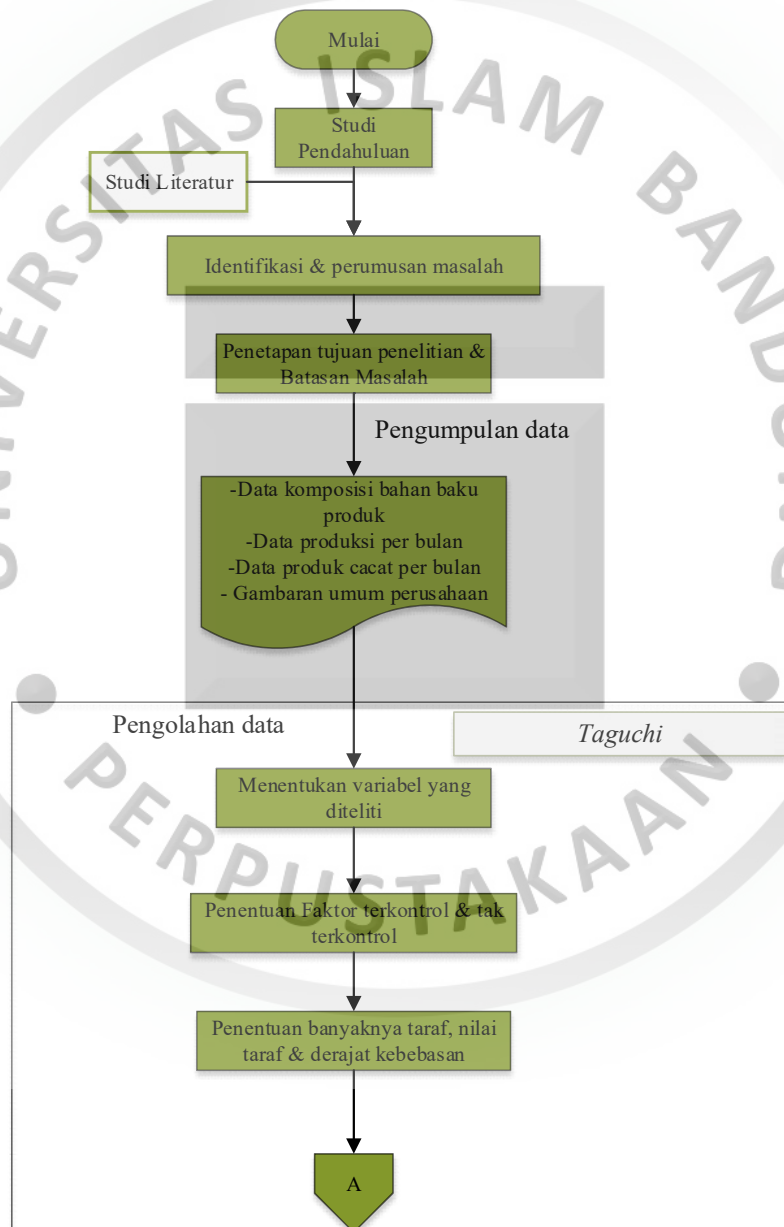 Mulai
Studi
Pendahuluan
Studi Literatur
Identifikasi & perumusan masalah
Penetapan tujuan penelitian &
Batasan Masalah
Pengumpulan data
-Data komposisi bahan baku
produk
-Data produksi per bulan
-Data produk cacat per bulan
- Gambaran umum perusahaan
Pengolahan data
Taguchi
Menentukan variabel yang
diteliti
Penentuan Faktor terkontrol & tak
terkontrol
Penentuan banyaknya taraf, nilai
taraf & derajat kebebasan
A
UNIVERSITAS ISLAM BANDUNG
PERPUSTAKAAN